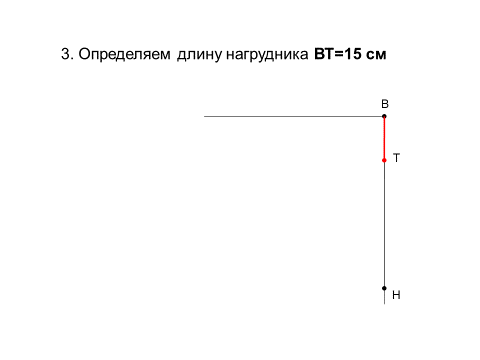 3. Определяем длину нагрудника ВТ=15 см
В
Т
Н